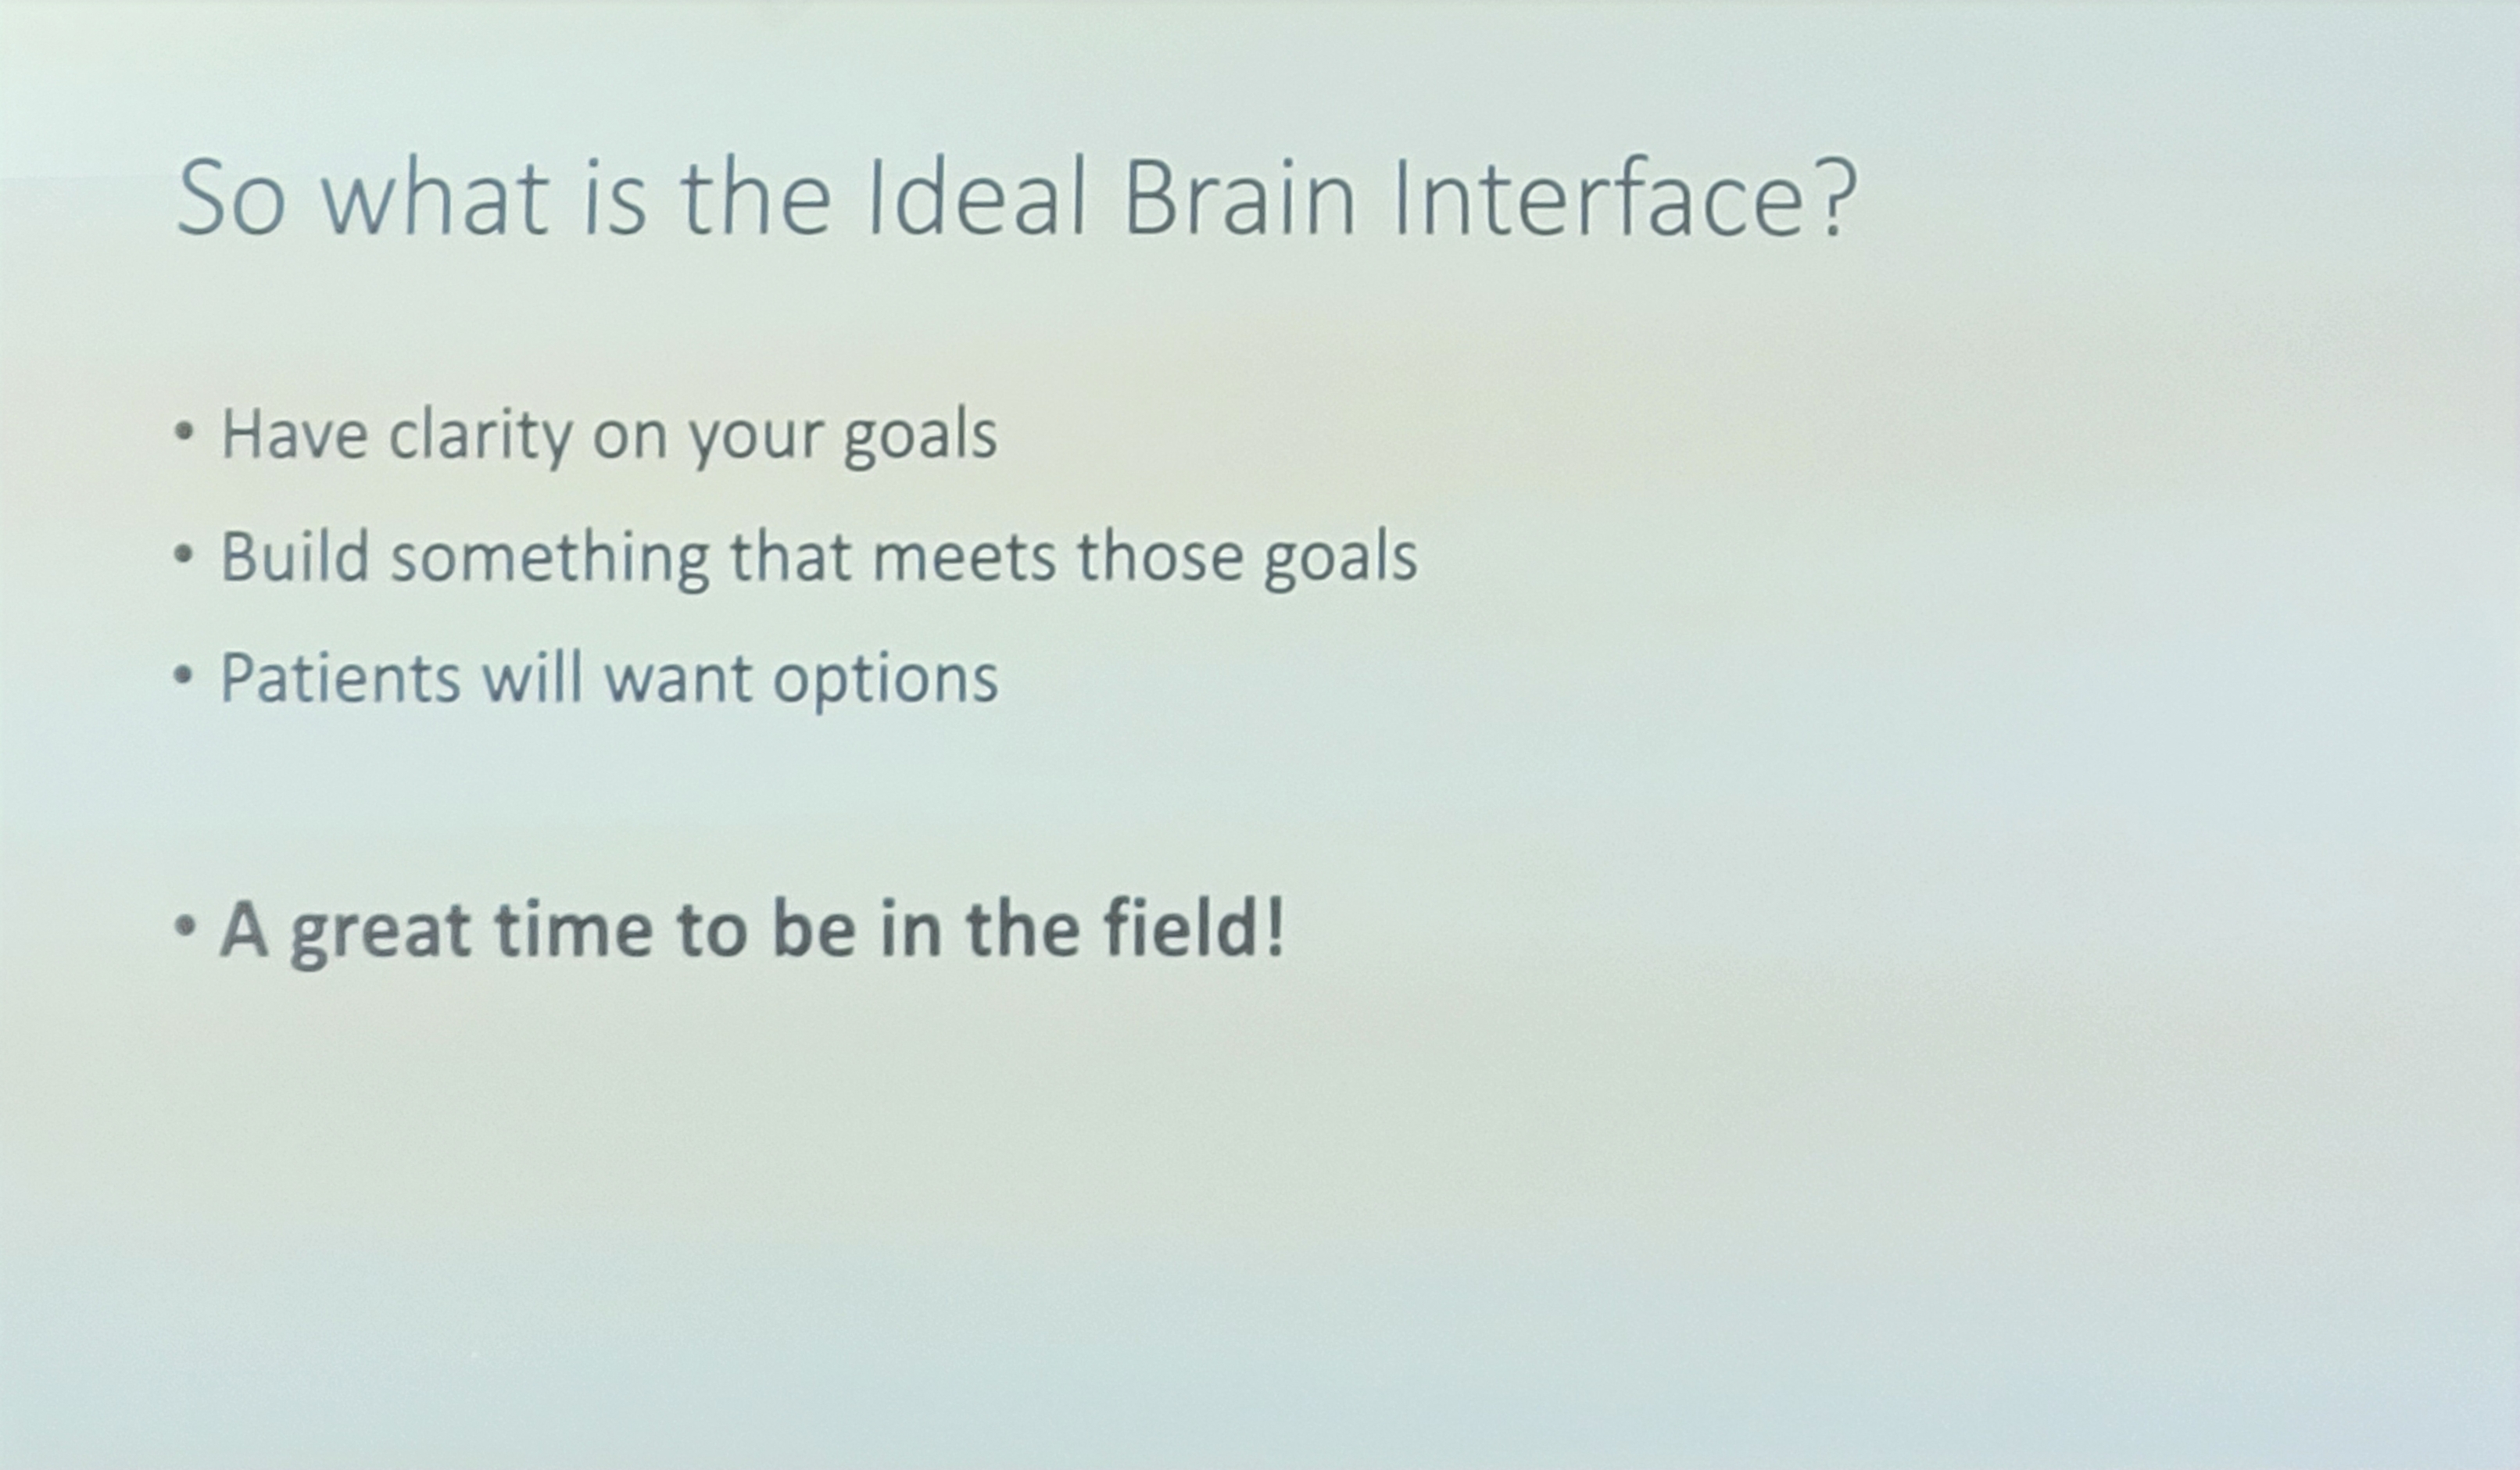 So what is the Ideal Brain Interface?
• Have clarity on your goals
• Build something that meets those goals
• Patients will want options
• A great time to be in the field!